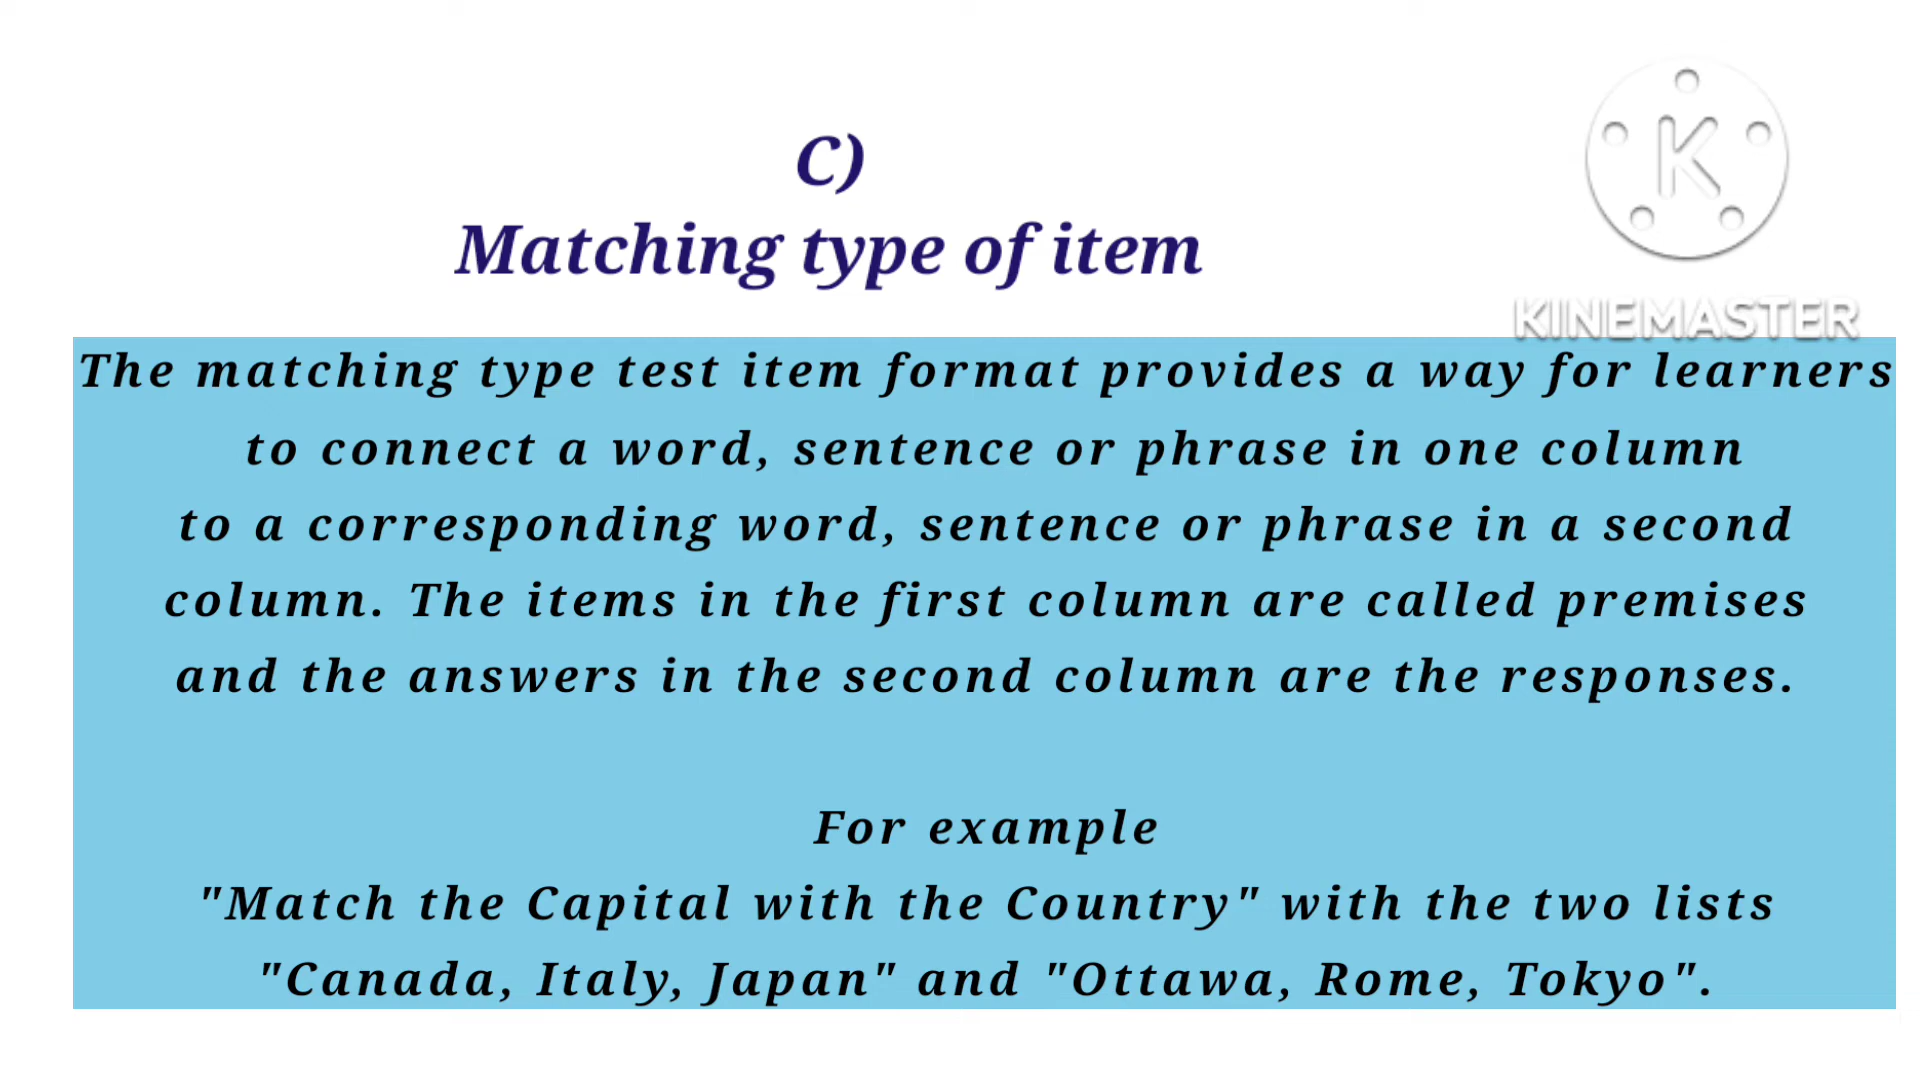 C)
Matching type of item
K
KINEMASTER
The matching type test item format provides a way for learners
to connect a word, sentence or phrase in one column
to a corresponding word, sentence or phrase in a second
column. The items in the first column are called premises
and the answers in the second column are the responses.
For example
"Match the Capital with the Country" with the two lists
"Canada, Italy, Japan" and "Ottawa, Rome, Tokyo".